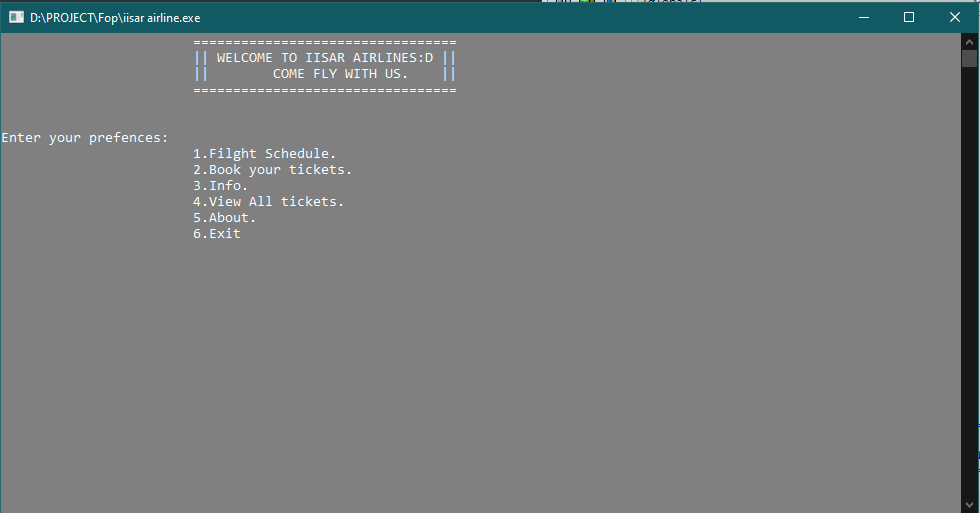 D:\PROJECT\Fop\iisar airline.exe
=================================
|| WELCOME TO IISAR AIRLINES:D ||
||        COME FLY WITH US.    ||
=================================
Enter your prefences:
1.Filght Schedule.
2.Book your tickets.
3.Info.
4.View All tickets.
5.About.
6.Exit